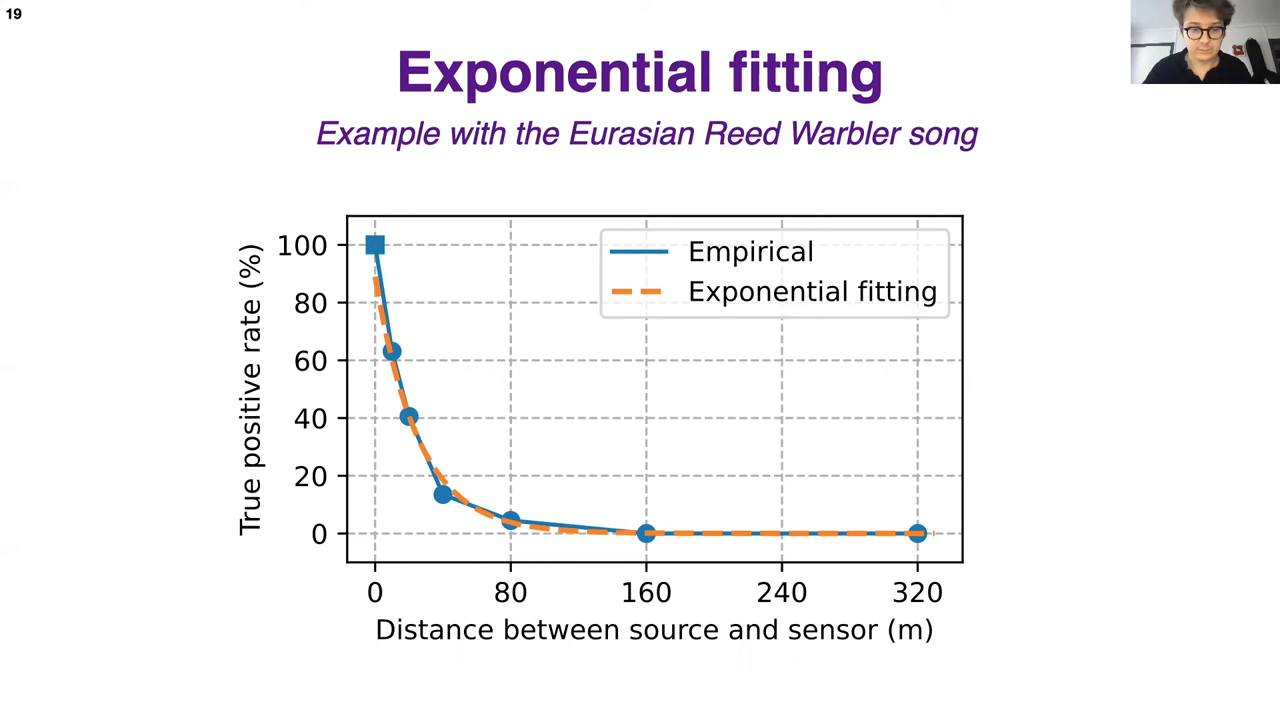 19
Exponential fitting
Example with the Eurasian Reed Warbler song
True positive rate (%)
100
80
60
40
20
0
Empirical
Exponential fitting
0 80 160 240 320
Distance between source and sensor (m)